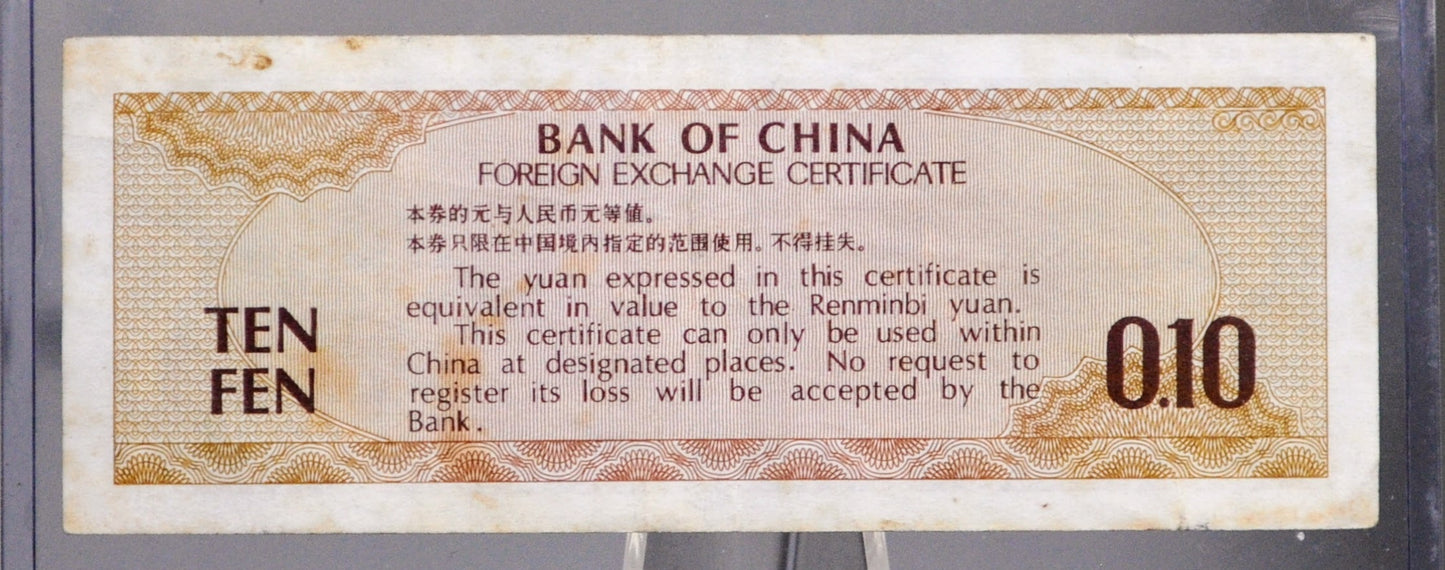 BANK OF CHINA
FOREIGN EXCHANGE CERTIFICATE
本券的元与人民币元等值。
本券只限在中国境内指定的范围使用。不得挂失。
The yuan expressed in this certificate is
equivalent in value to the Renminbi yuan.
This certificate can only be used within
China at designated places. No request to
register its loss will be accepted by the
Bank.
TEN
FEN
0.10